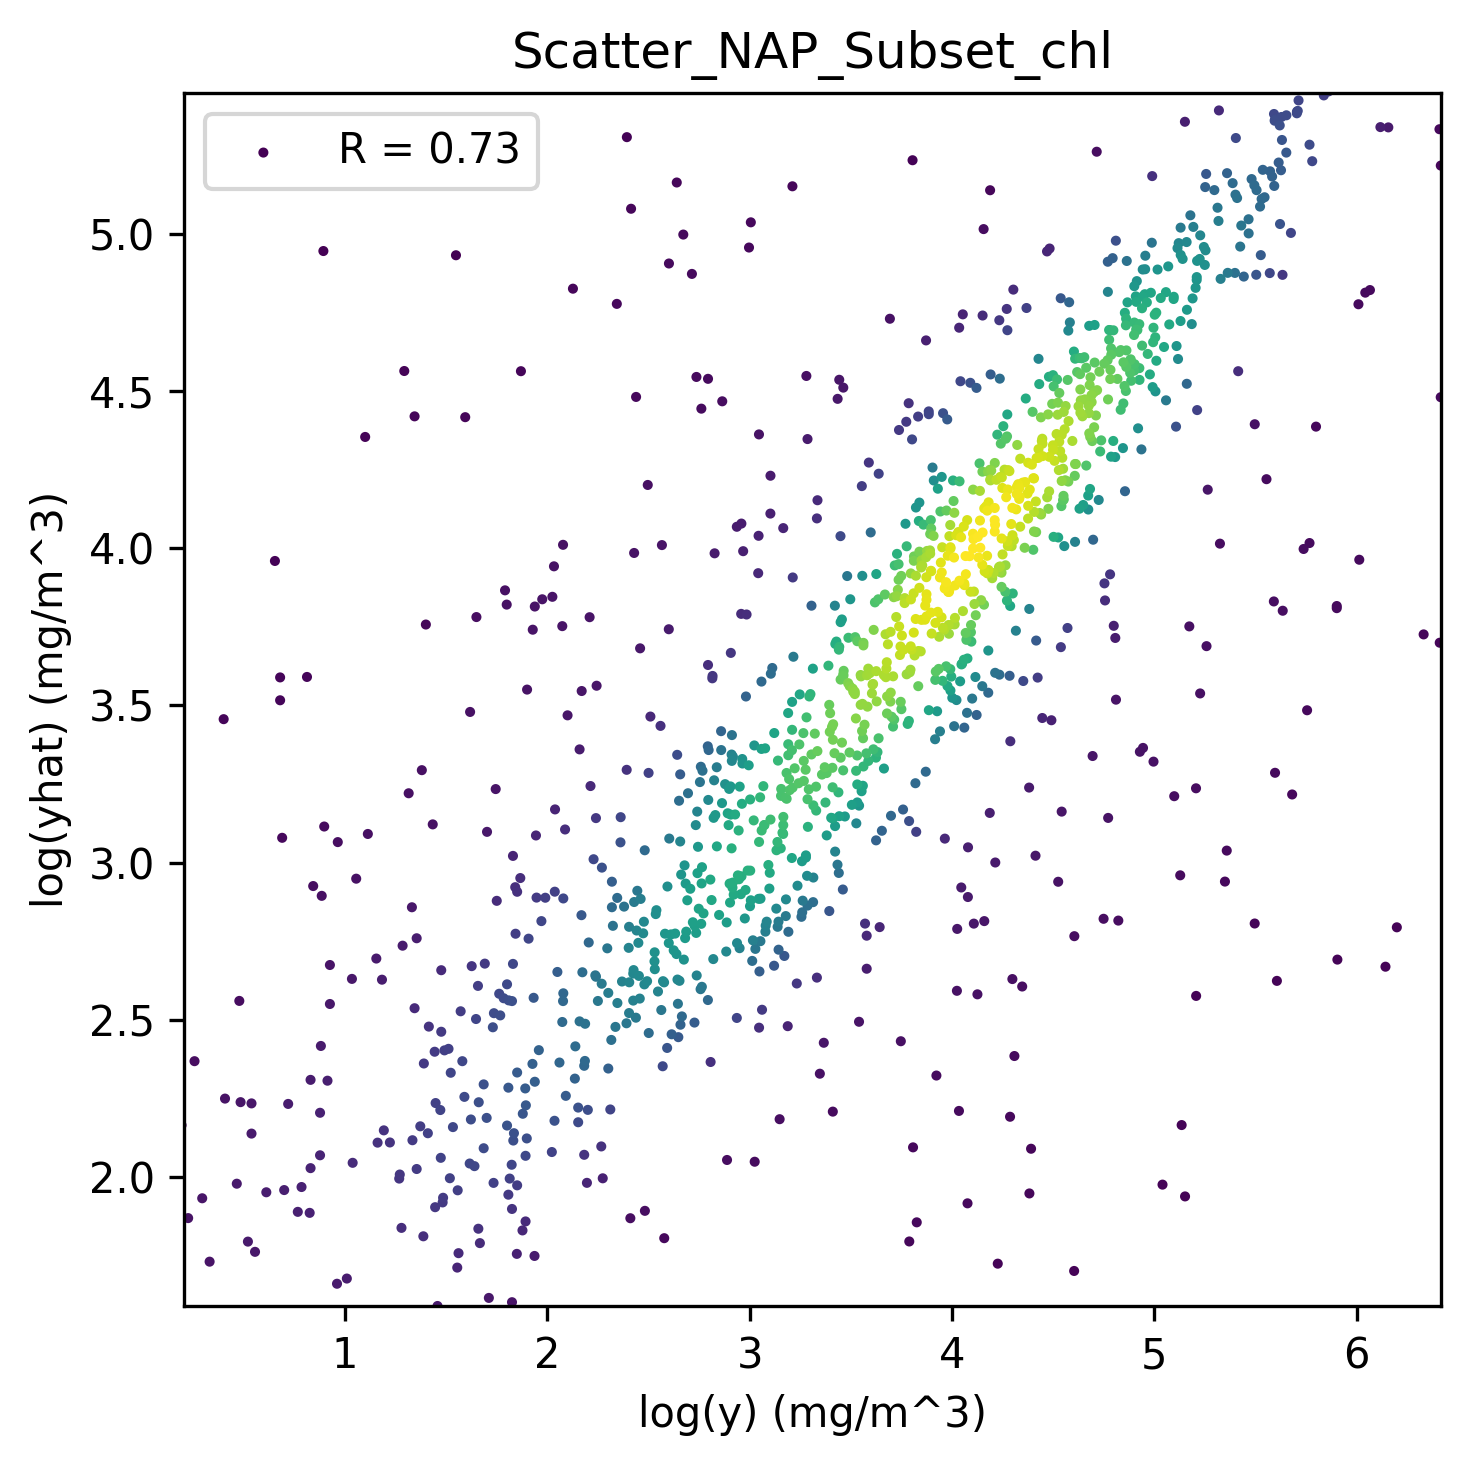 Scatter_NAP_Subset_chl
R = 0.73
log(yhat) (mg/m^3)
5.0
4.5
4.0
3.5
3.0
2.5
2.0
1 2 3 4 5 6
log(y) (mg/m^3)